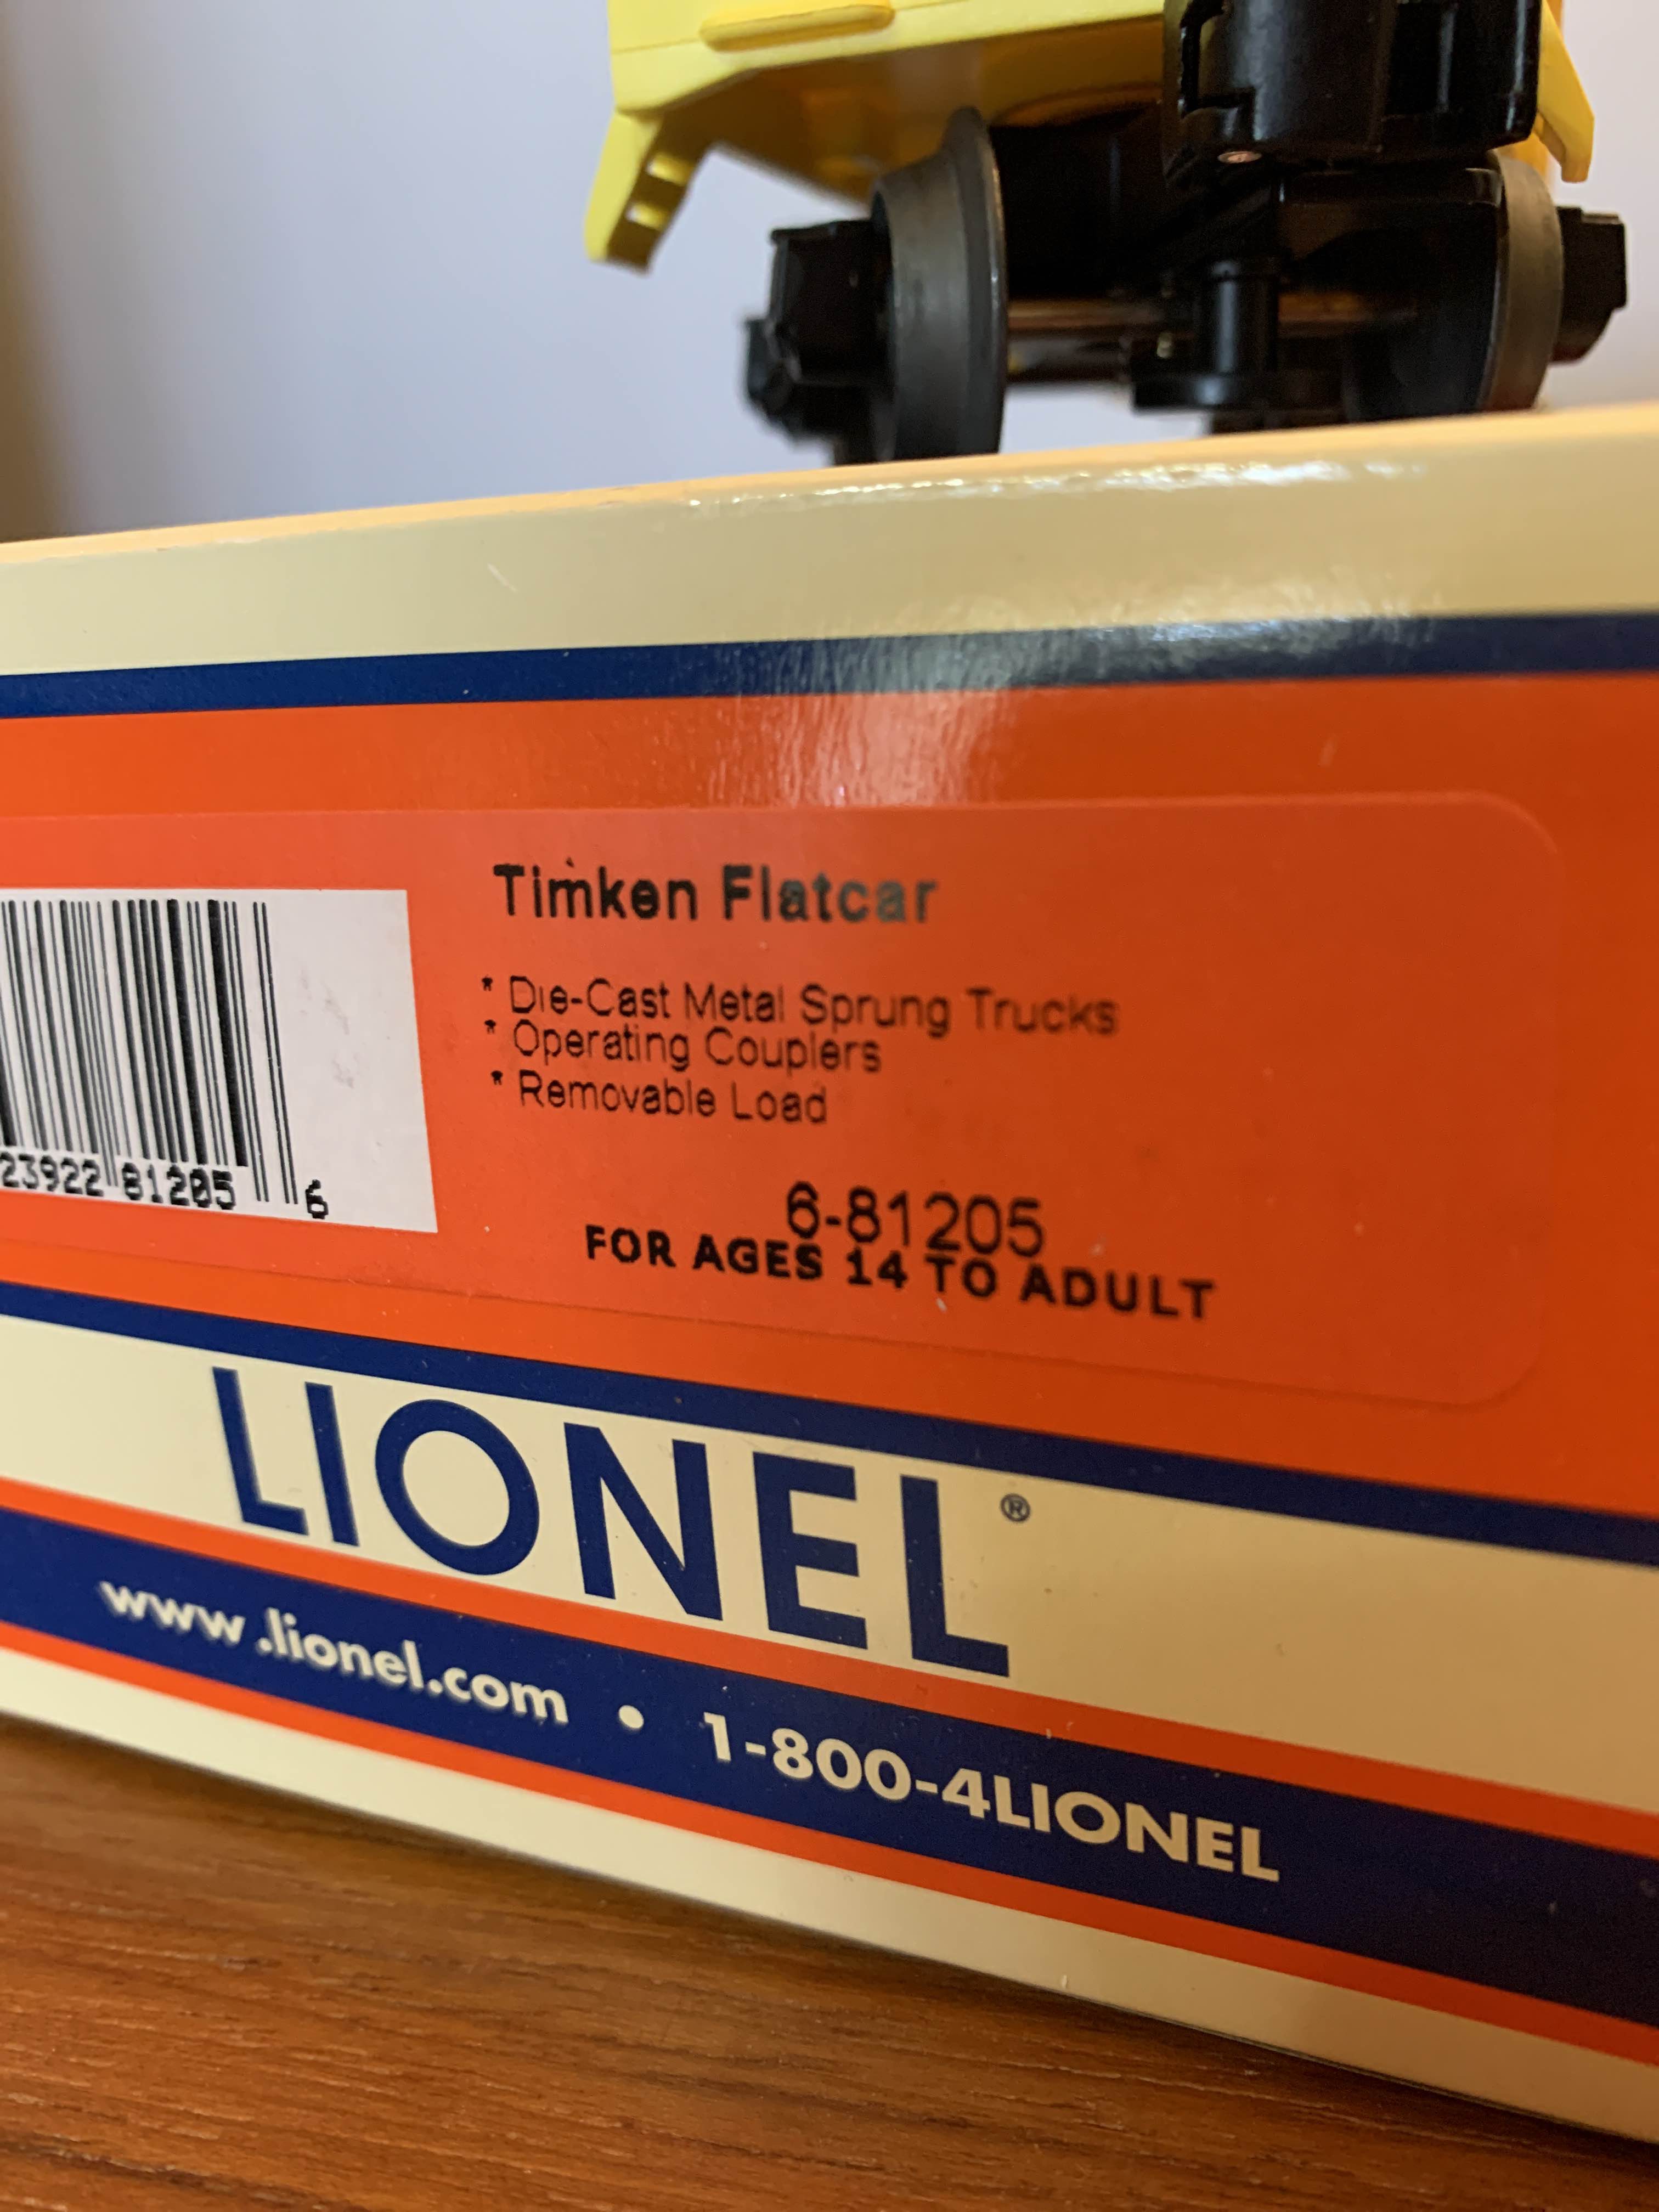 Timken Flatcar
* Die-Cast Metal Sprung Trucks
* Operating Couplers
* Removable Load
23922 81205 6
6-81205
FOR AGES 14 TO ADULT
LIONEL®
www.lionel.com • 1-800-4LIONEL